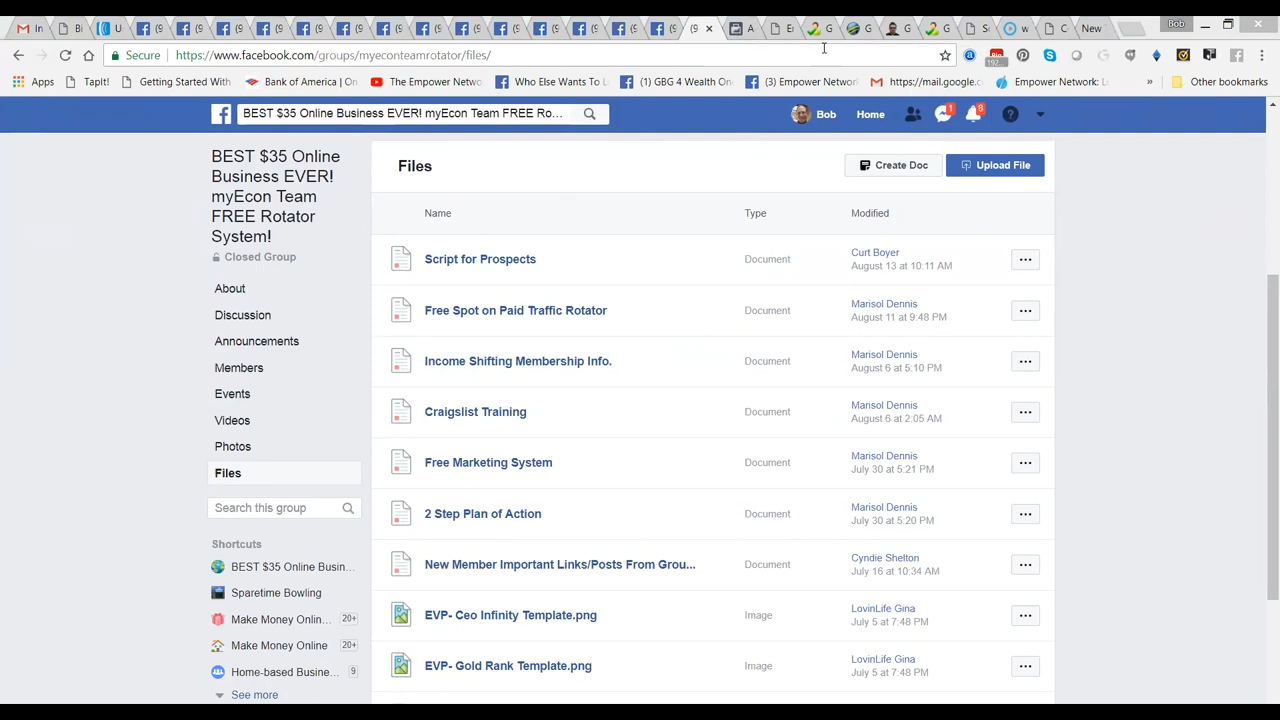 In
Bi
U
(
(
(
(
(
(
(
(
(
(
(
(
(
(
(9
A
Er
G
G
G
G
S
w
C
New
Bob
Secure
https://www.facebook.com/groups/myeconteamrotator/files/
192...
Apps
TapIt!
Getting Started With
Bank of America | On
The Empower Netwo
Who Else Wants To L
(1) GBG 4 Wealth On
(3) Empower Networ
https://mail.google.c
Empower Network: L
»
Other bookmarks
BEST $35 Online Business EVER! myEcon Team FREE Ro...
Bob
Home
1
8
?
BEST $35 Online
Business EVER!
myEcon Team
FREE Rotator
System!
Closed Group
About
Discussion
Announcements
Members
Events
Videos
Photos
Files
Search this group
Shortcuts
BEST $35 Online Busin...
Sparetime Bowling
Make Money Onlin... 20+
Make Money Online 20+
Home-based Busine... 9
See more
Files
Create Doc
Upload File
Name Type Modified
Script for Prospects Document Curt Boyer
August 13 at 10:11 AM
Free Spot on Paid Traffic Rotator Document Marisol Dennis
August 11 at 9:48 PM
Income Shifting Membership Info. Document Marisol Dennis
August 6 at 5:10 PM
Craigslist Training Document Marisol Dennis
August 6 at 2:05 AM
Free Marketing System Document Marisol Dennis
July 30 at 5:21 PM
2 Step Plan of Action Document Marisol Dennis
July 30 at 5:20 PM
New Member Important Links/Posts From Grou... Document Cyndie Shelton
July 16 at 10:34 AM
EVP- Ceo Infinity Template.png Image LovinLife Gina
July 5 at 7:48 PM
EVP- Gold Rank Template.png Image LovinLife Gina
July 5 at 7:48 PM